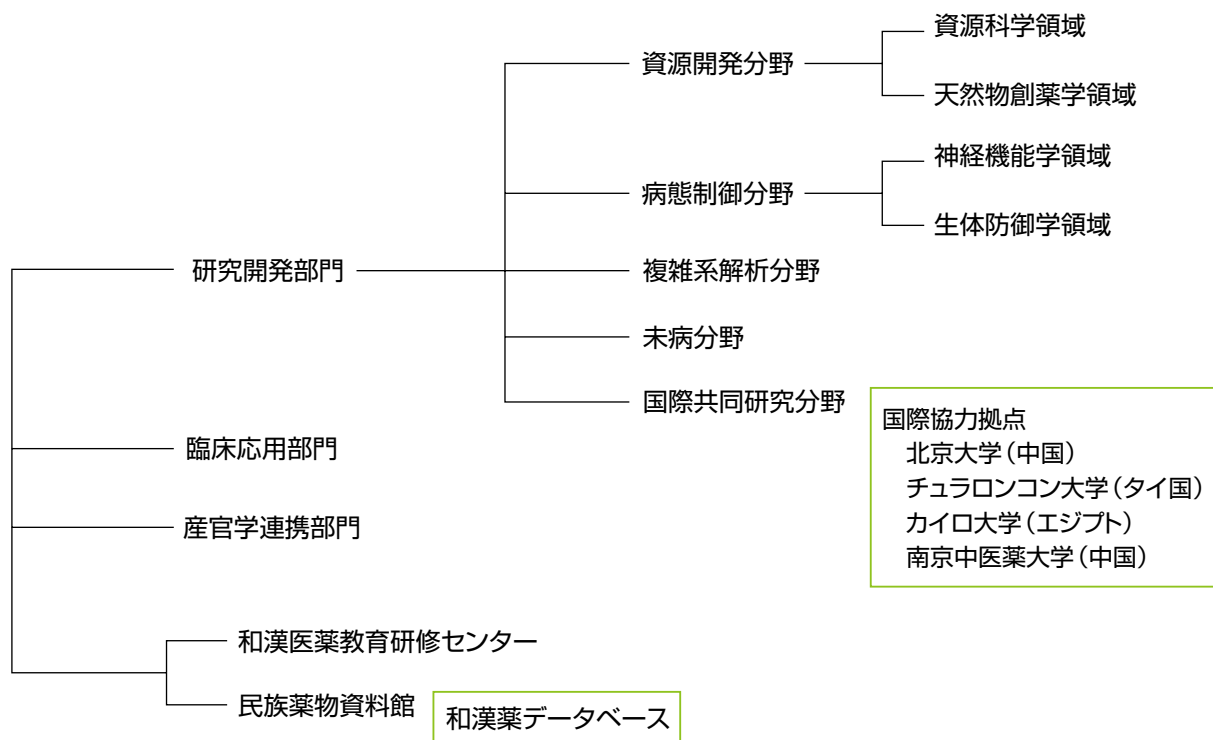 資源科学領域
資源開発分野
天然物創薬学領域
神経機能学領域
病態制御分野
生体防御学領域
研究開発部門
複雑系解析分野
未病分野
国際共同研究分野
国際協力拠点
北京大学(中国)
チュラロンコン大学(タイ国)
カイロ大学(エジプト)
南京中医薬大学(中国)
臨床応用部門
産官学連携部門
和漢医薬教育研修センター
民族薬物資料館
和漢薬データベース